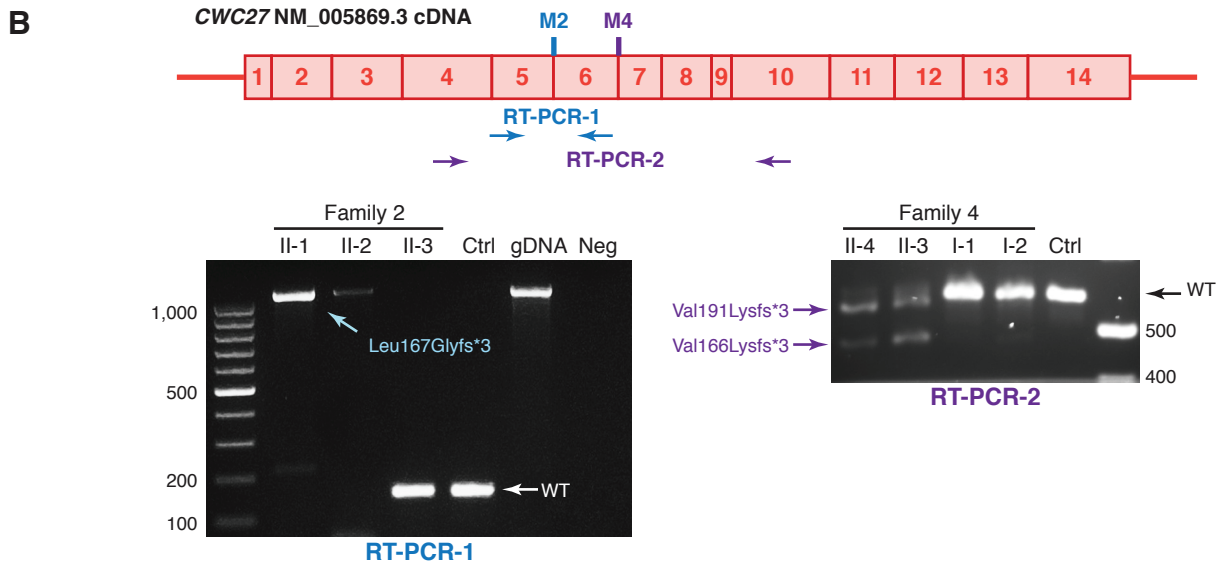 B
CWC27 NM_005869.3 cDNA
M2 M4
1 2 3 4 5 6 7 8 9 10 11 12 13 14
RT-PCR-1
RT-PCR-2
Family 2
II-1 II-2 II-3 Ctrl gDNA Neg
1,000
500
200
100
Leu167Glyfs*3
WT
RT-PCR-1
Family 4
II-4 II-3 I-1 I-2 Ctrl
Val191Lysfs*3
Val166Lysfs*3
WT
500
400
RT-PCR-2